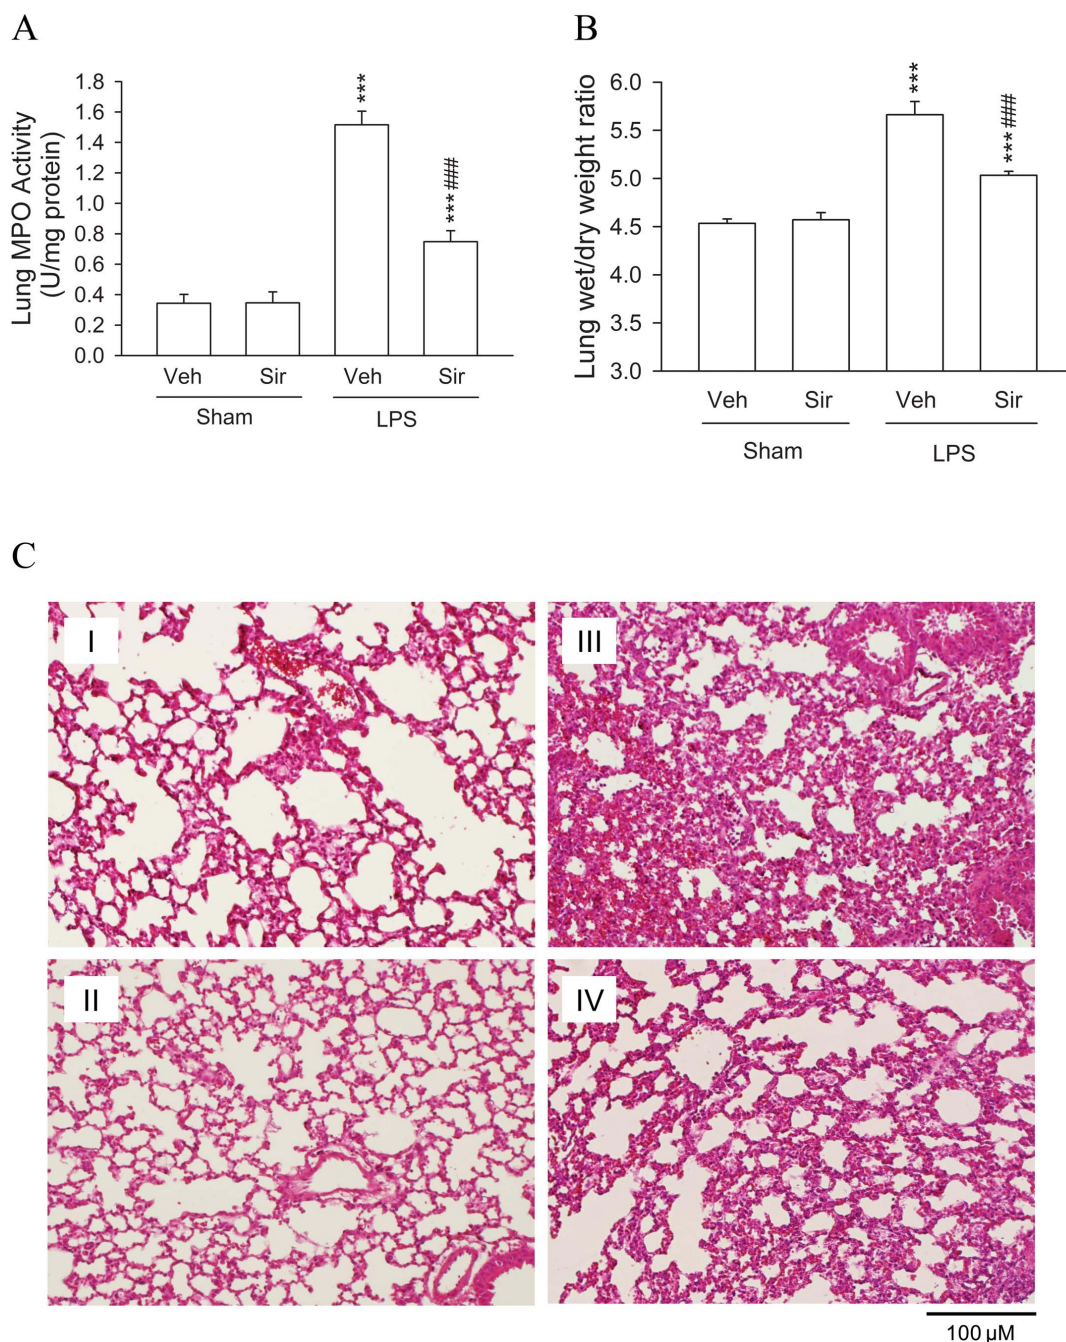 A
Lung MPO Activity
(U/mg protein)
1.8
1.6
1.4
1.2
1.0
0.8
0.6
0.4
0.2
0.0
***
***###
Veh Sir Veh Sir
Sham LPS
B
Lung wet/dry weight ratio
6.0
5.5
5.0
4.5
4.0
3.5
3.0
***
***###
Veh Sir Veh Sir
Sham LPS
C
I
III
II
IV
100 µM